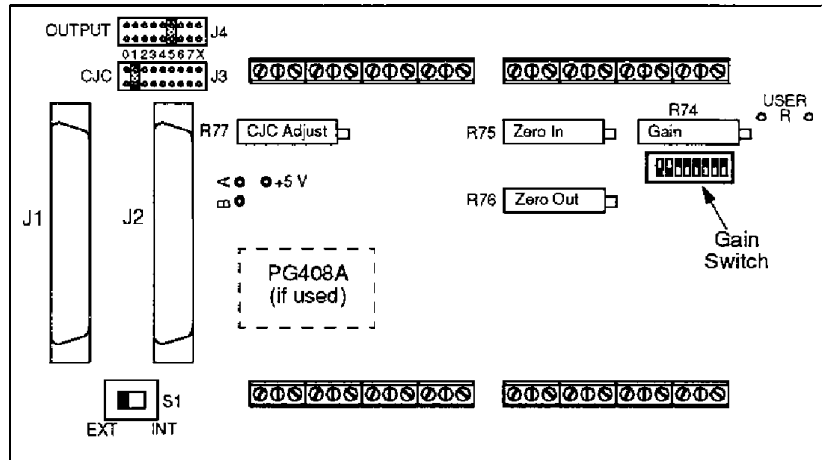 OUTPUT J4
01234567X
CJC J3
R77 CJC Adjust
R75 Zero In
R74
Gain
USER
R
A +5 V
B
R76 Zero Out
J1
J2
Gain
Switch
PG408A
(if used)
S1
EXT INT